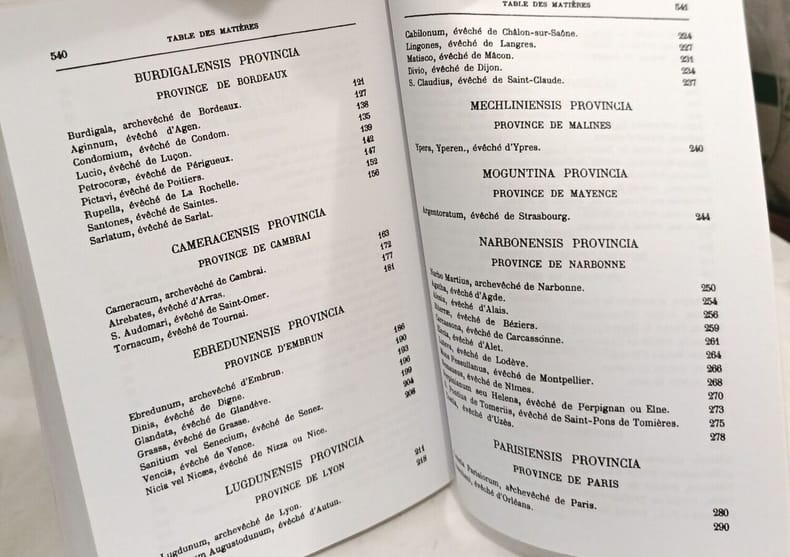 540
TABLE DES MATIÈRES
BURDIGALENSIS PROVINCIA
PROVINCE DE BORDEAUX
Burdigala, archevêché de Bordeaux. 121
Aginnum, évêché d'Agen. 127
Condomium, évêché de Condom. 138
Lucio, évêché de Luçon. 135
Petrocoræ, évêché de Périgueux. 139
Pictavi, évêché de Poitiers. 142
Rupella, évêché de La Rochelle. 147
Santones, évêché de Saintes. 152
Sarlatum, évêché de Sarlat. 156
CAMERACENSIS PROVINCIA
PROVINCE DE CAMBRAI
Cameracum, archevêché de Cambrai. 163
Atrebates, évêché d'Arras. 172
S. Audomari, évêché de Saint-Omer. 177
Tornacum, évêché de Tournai. 181
EBREDUNENSIS PROVINCIA
PROVINCE D'EMBRUN
Ebredunum, archevêché d'Embrun. 186
Dinia, évêché de Digne. 190
Glandata, évêché de Glandève. 193
Grassa, évêché de Grasse. 196
Sanitium vel Senecium, évêché de Senez. 199
Vencia, évêché de Vence. 204
Nicia vel Nicæa, évêché de Nizza ou Nice. 208
LUGDUNENSIS PROVINCIA
PROVINCE DE LYON
Lugdunum, archevêché de Lyon. 211
Augustodunum, évêché d'Autun. 218
TABLE DES MATIÈRES
541
Cabilonum, évêché de Châlon-sur-Saône. 224
Lingones, évêché de Langres. 227
Matisco, évêché de Mâcon. 231
Divio, évêché de Dijon. 234
S. Claudius, évêché de Saint-Claude. 237
MECHLINIENSIS PROVINCIA
PROVINCE DE MALINES
Ypera, Yperen., évêché d'Ypres. 240
MOGUNTINA PROVINCIA
PROVINCE DE MAYENCE
Argentoratum, évêché de Strasbourg. 244
NARBONENSIS PROVINCIA
PROVINCE DE NARBONNE
Narbo Martius, archevêché de Narbonne. 250
Agatha, évêché d'Agde. 254
évêché d'Alais. 256
évêché de Béziers. 259
Carcassona, évêché de Carcassonne. 261
évêché d'Alet. 264
évêché de Lodève. 266
Pessullanus, évêché de Montpellier. 268
évêché de Nîmes. 270
seu Helena, évêché de Perpignan ou Elne. 273
de Tomeriis, évêché de Saint-Pons de Tomières. 275
évêché d'Uzès. 278
PARISIENSIS PROVINCIA
PROVINCE DE PARIS
Parisiorum, archevêché de Paris. 280
évêché d'Orléans. 290